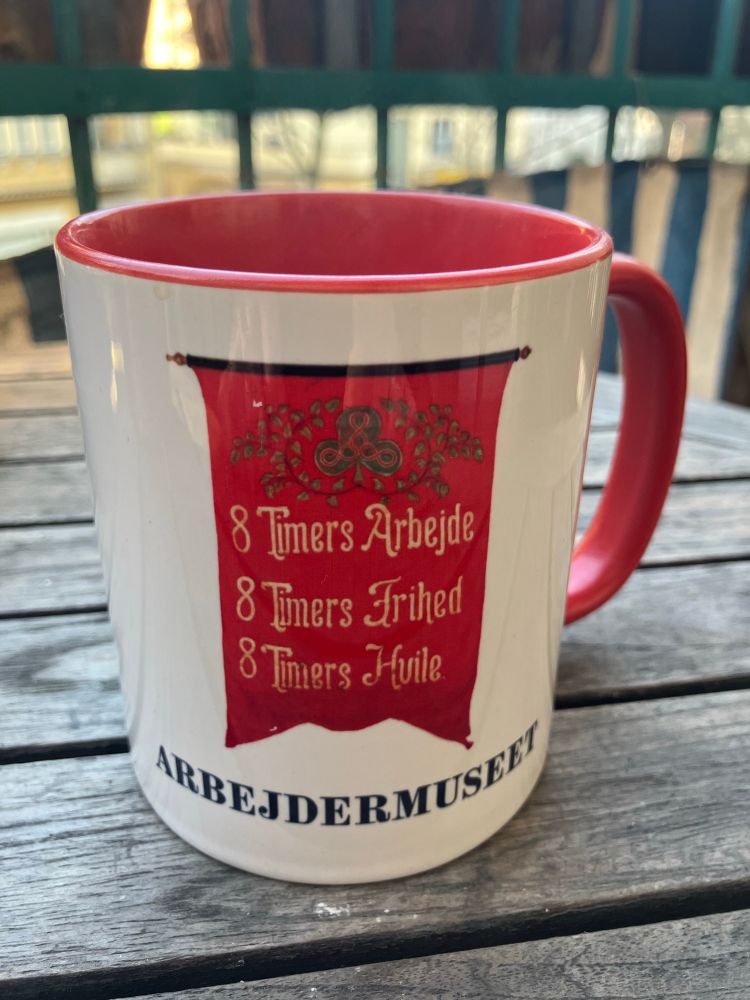 8 Timers Arbejde
8 Timers Frihed
8 Timers Hvile
ARBEJDERMUSEET